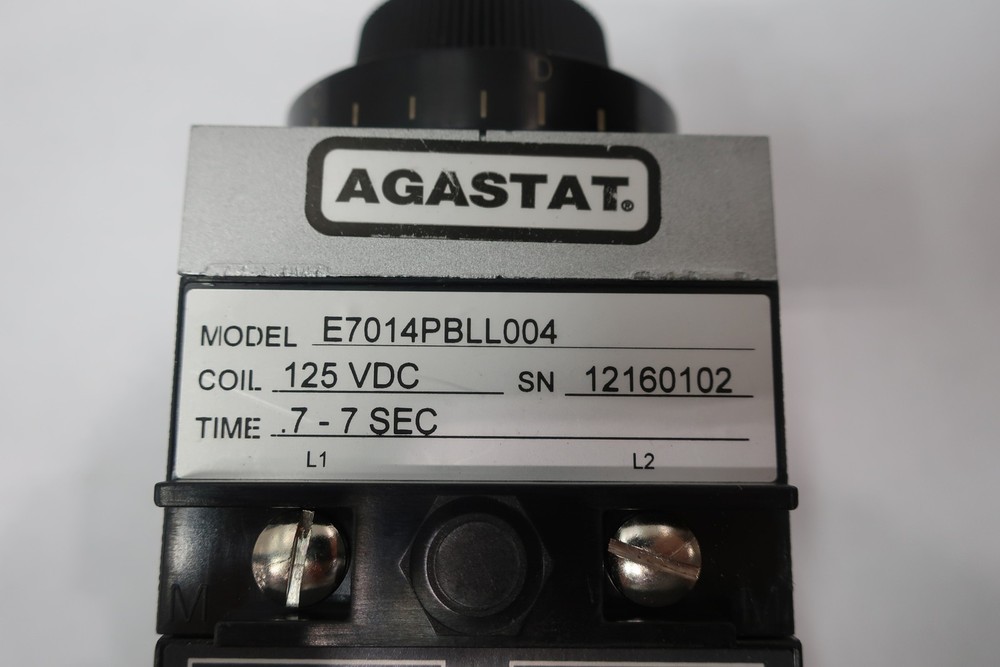 D
AGASTAT®
MODEL E7014PBLL004
COIL 125 VDC SN 12160102
TIME .7 - 7 SEC
L1 L2
M